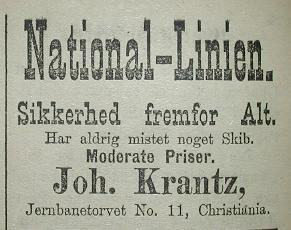 National-Linien.
Sikkerhed fremfor Alt.
Har aldrig mistet noget Skib.
Moderate Priser.
Joh. Krantz,
Jernbanetorvet No. 11, Christiania.